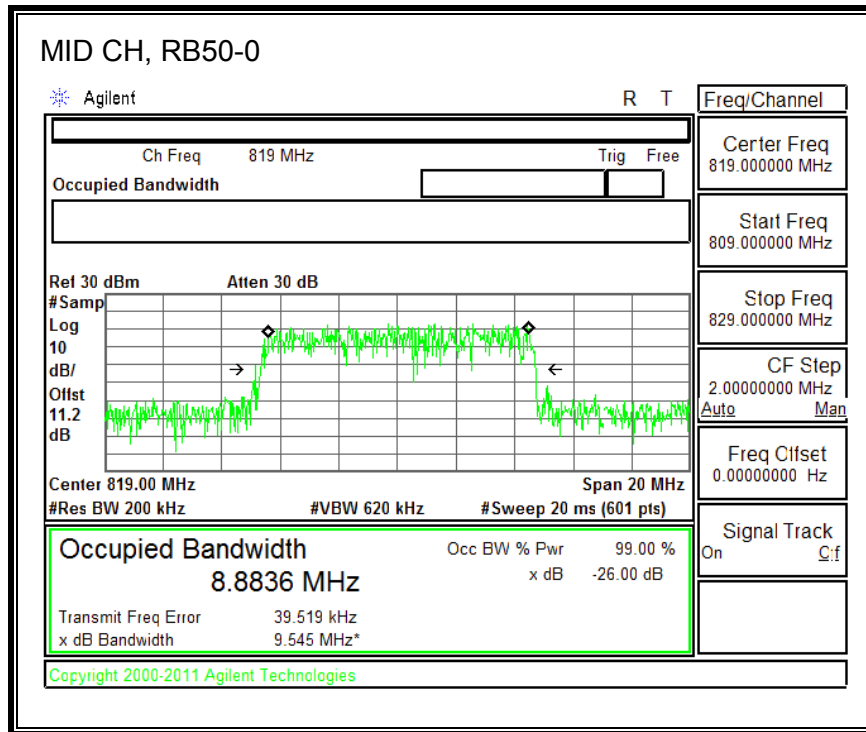 MID CH, RB50-0
Agilent R T
Freq/Channel
Ch Freq 819 MHz Trig Free
Occupied Bandwidth
Center Freq
819.000000 MHz
Start Freq
809.000000 MHz
Stop Freq
829.000000 MHz
CF Step
2.00000000 MHz
Auto Man
Freq Offset
0.00000000 Hz
Signal Track
On Off
Ref 30 dBm Atten 30 dB
#Samp
Log
10
dB/
Offst
11.2
dB
Center 819.00 MHz Span 20 MHz
#Res BW 200 kHz #VBW 620 kHz #Sweep 20 ms (601 pts)
Occupied Bandwidth Occ BW % Pwr 99.00 %
8.8836 MHz x dB -26.00 dB
Transmit Freq Error 39.519 kHz
x dB Bandwidth 9.545 MHz*
Copyright 2000-2011 Agilent Technologies